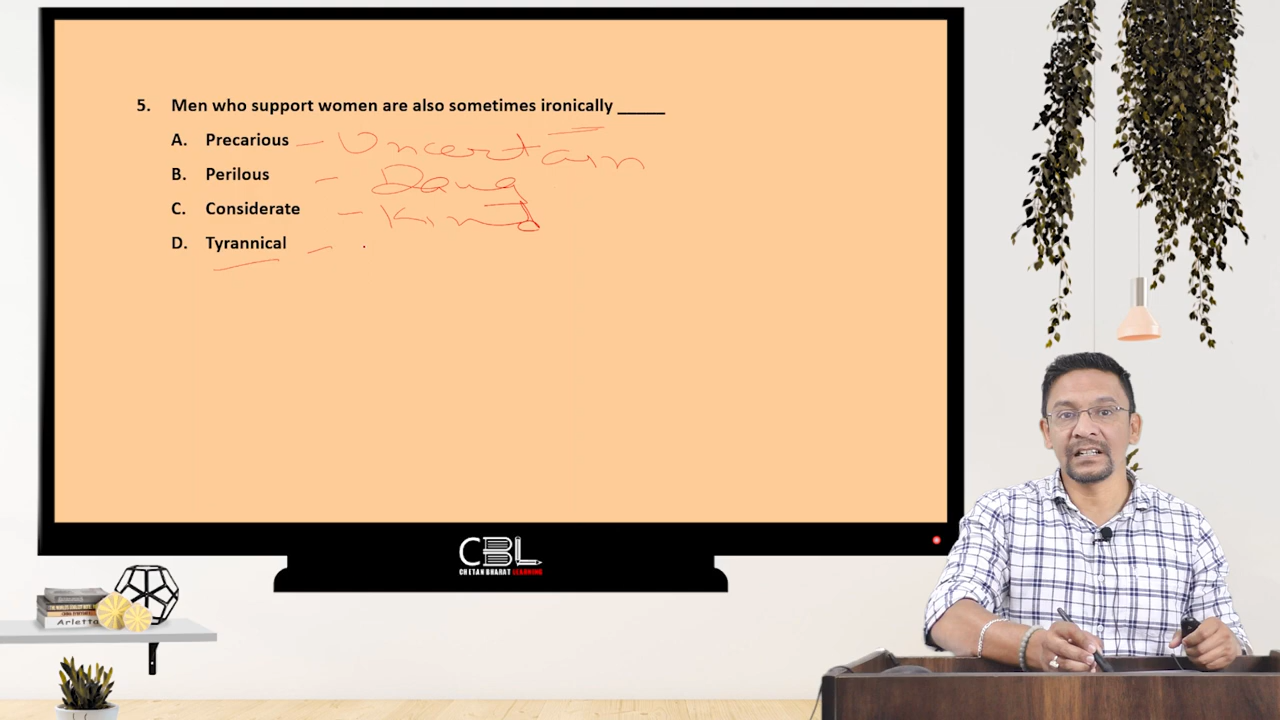 5. Men who support women are also sometimes ironically _____
A. Precarious – Uncertain
B. Perilous – Dang
C. Considerate – Kind
D. Tyrannical –
CBL
CHETAN BHARAT LEARNING
Arletta